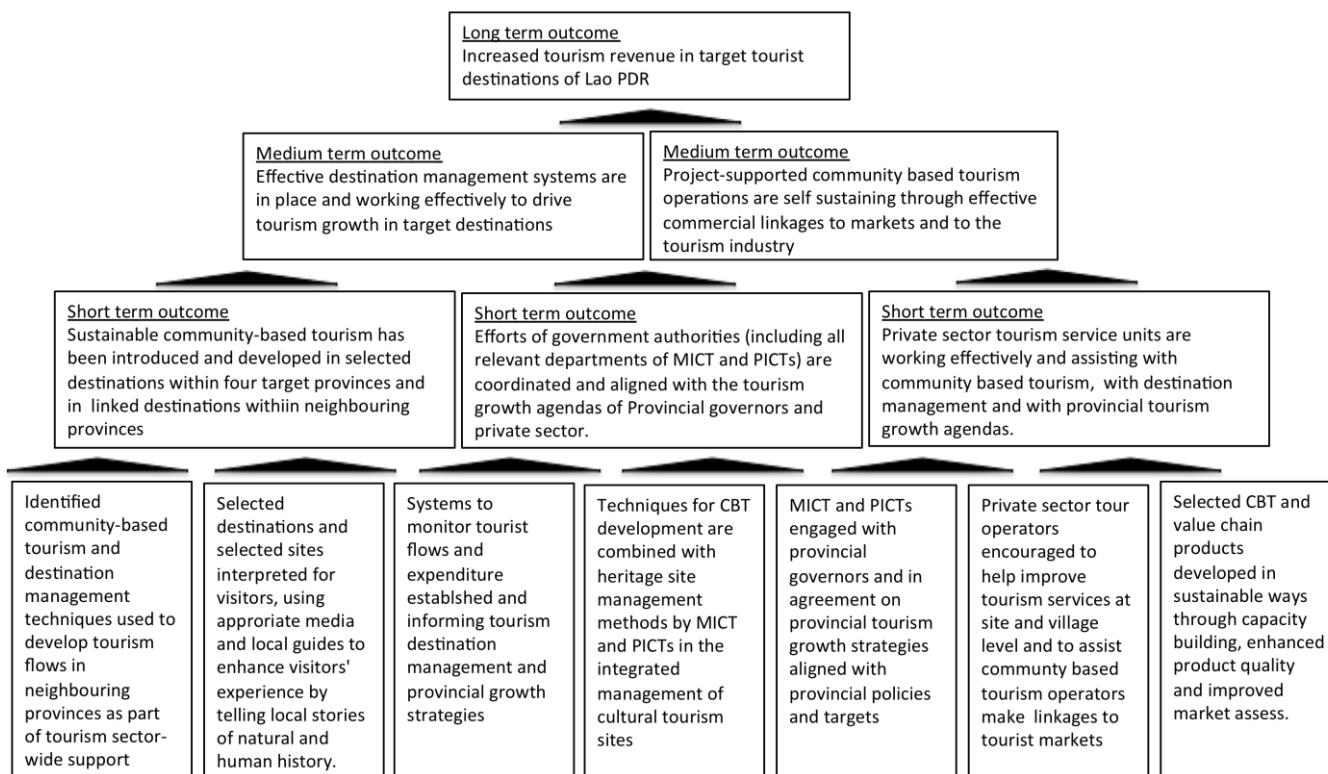 Long term outcome
Increased tourism revenue in target tourist
destinations of Lao PDR
Medium term outcome
Effective destination management systems are
in place and working effectively to drive
tourism growth in target destinations
Medium term outcome
Project-supported community based tourism
operations are self sustaining through effective
commercial linkages to markets and to the
tourism industry
Short term outcome
Sustainable community-based tourism has
been introduced and developed in selected
destinations within four target provinces and
in linked destinations withiin neighbouring
provinces
Short term outcome
Efforts of government authorities (including all
relevant departments of MICT and PICTs) are
coordinated and aligned with the tourism
growth agendas of Provincial governors and
private sector.
Short term outcome
Private sector tourism service units are
working effectively and assisting with
community based tourism, with destination
management and with provincial tourism
growth agendas.
Identified
community-based
tourism and
destination
management
techniques used to
develop tourism
flows in
neighbouring
provinces as part
of tourism sector-
wide support
Selected
destinations and
selected sites
interpreted for
visitors, using
approriate media
and local guides to
enhance visitors'
experience by
telling local stories
of natural and
human history.
Systems to
monitor tourist
flows and
expenditure
establshed and
informing tourism
destination
management and
provincial growth
strategies
Techniques for CBT
development are
combined with
heritage site
management
methods by MICT
and PICTs in the
integrated
management of
cultural tourism
sites
MICT and PICTs
engaged with
provincial
governors and in
agreement on
provincial tourism
growth strategies
aligned with
provincial policies
and targets
Private sector tour
operators
encouraged to
help improve
tourism services at
site and village
level and to assist
communty based
tourism operators
make linkages to
tourist markets
Selected CBT and
value chain
products
developed in
sustainable ways
through capacity
building, enhanced
product quality
and improved
market assess.